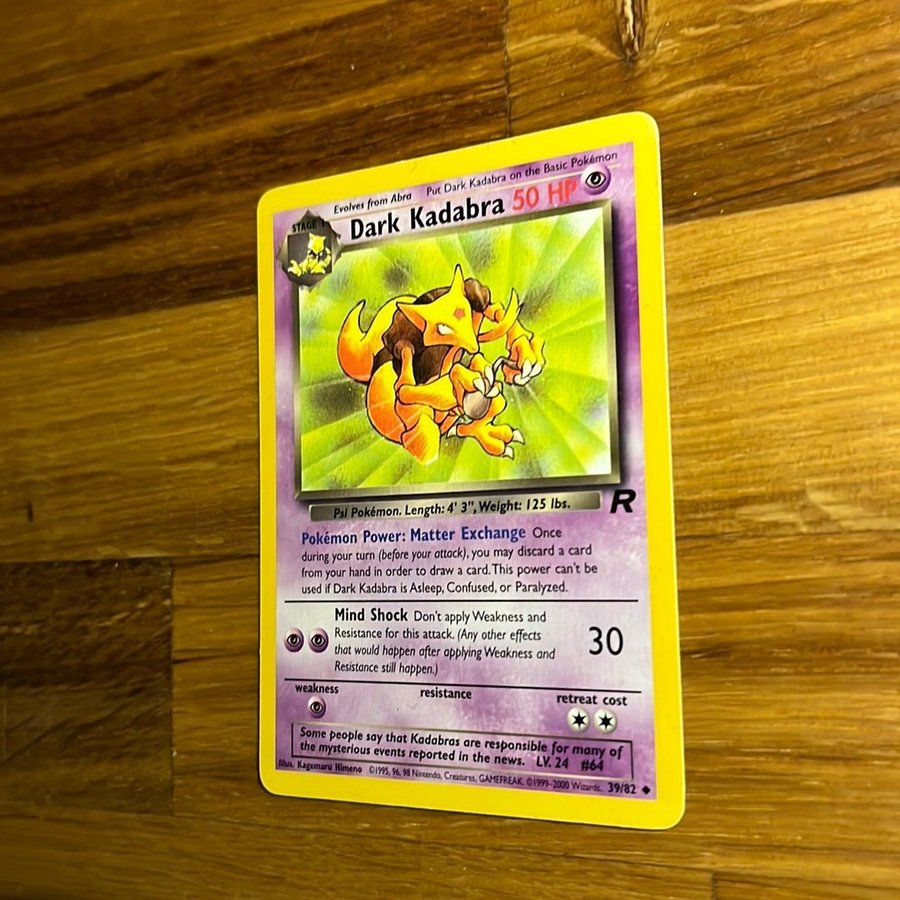 Evolves from Abra Put Dark Kadabra on the Basic Pokémon
STAGE 1
Dark Kadabra 50 HP
Psi Pokémon. Length: 4' 3", Weight: 125 lbs.
R
Pokémon Power: Matter Exchange Once
during your turn (before your attack), you may discard a card
from your hand in order to draw a card. This power can't be
used if Dark Kadabra is Asleep, Confused, or Paralyzed.
Mind Shock Don't apply Weakness and
Resistance for this attack. (Any other effects
that would happen after applying Weakness and
Resistance still happen.)
30
weakness
resistance
retreat cost
Some people say that Kadabras are responsible for many of
the mysterious events reported in the news. LV. 24 #64
Illus. Kagemaru Himeno ©1995, 96, 98 Nintendo, Creatures, GAMEFREAK. ©1999-2000 Wizards. 39/82